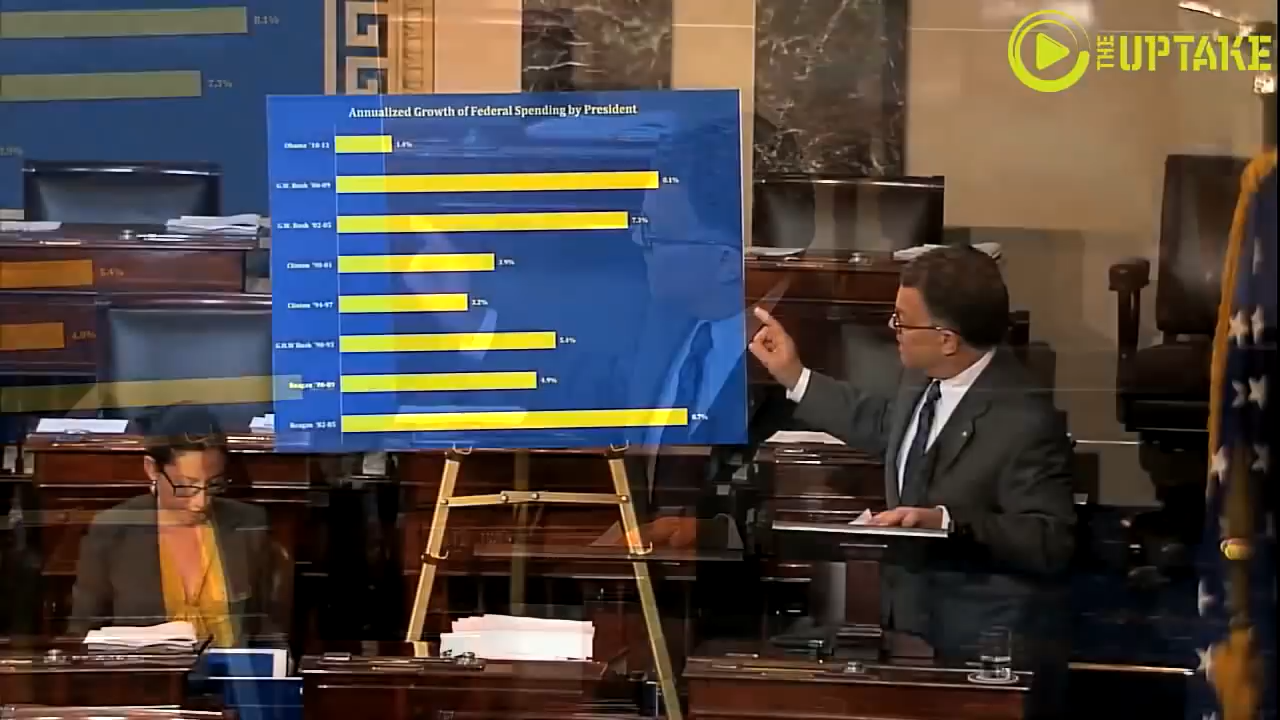 8.1%
7.3%
THE UPTAKE
Annualized Growth of Federal Spending by President
Obama '10-13 1.4%
G.W. Bush '06-09 8.1%
G.W. Bush '02-05 7.3%
Clinton '98-01 3.9%
Clinton '94-97 3.2%
G.H.W Bush '90-93 5.4%
Reagan '86-89 4.9%
Reagan '82-85 8.7%
5.4%
4.9%